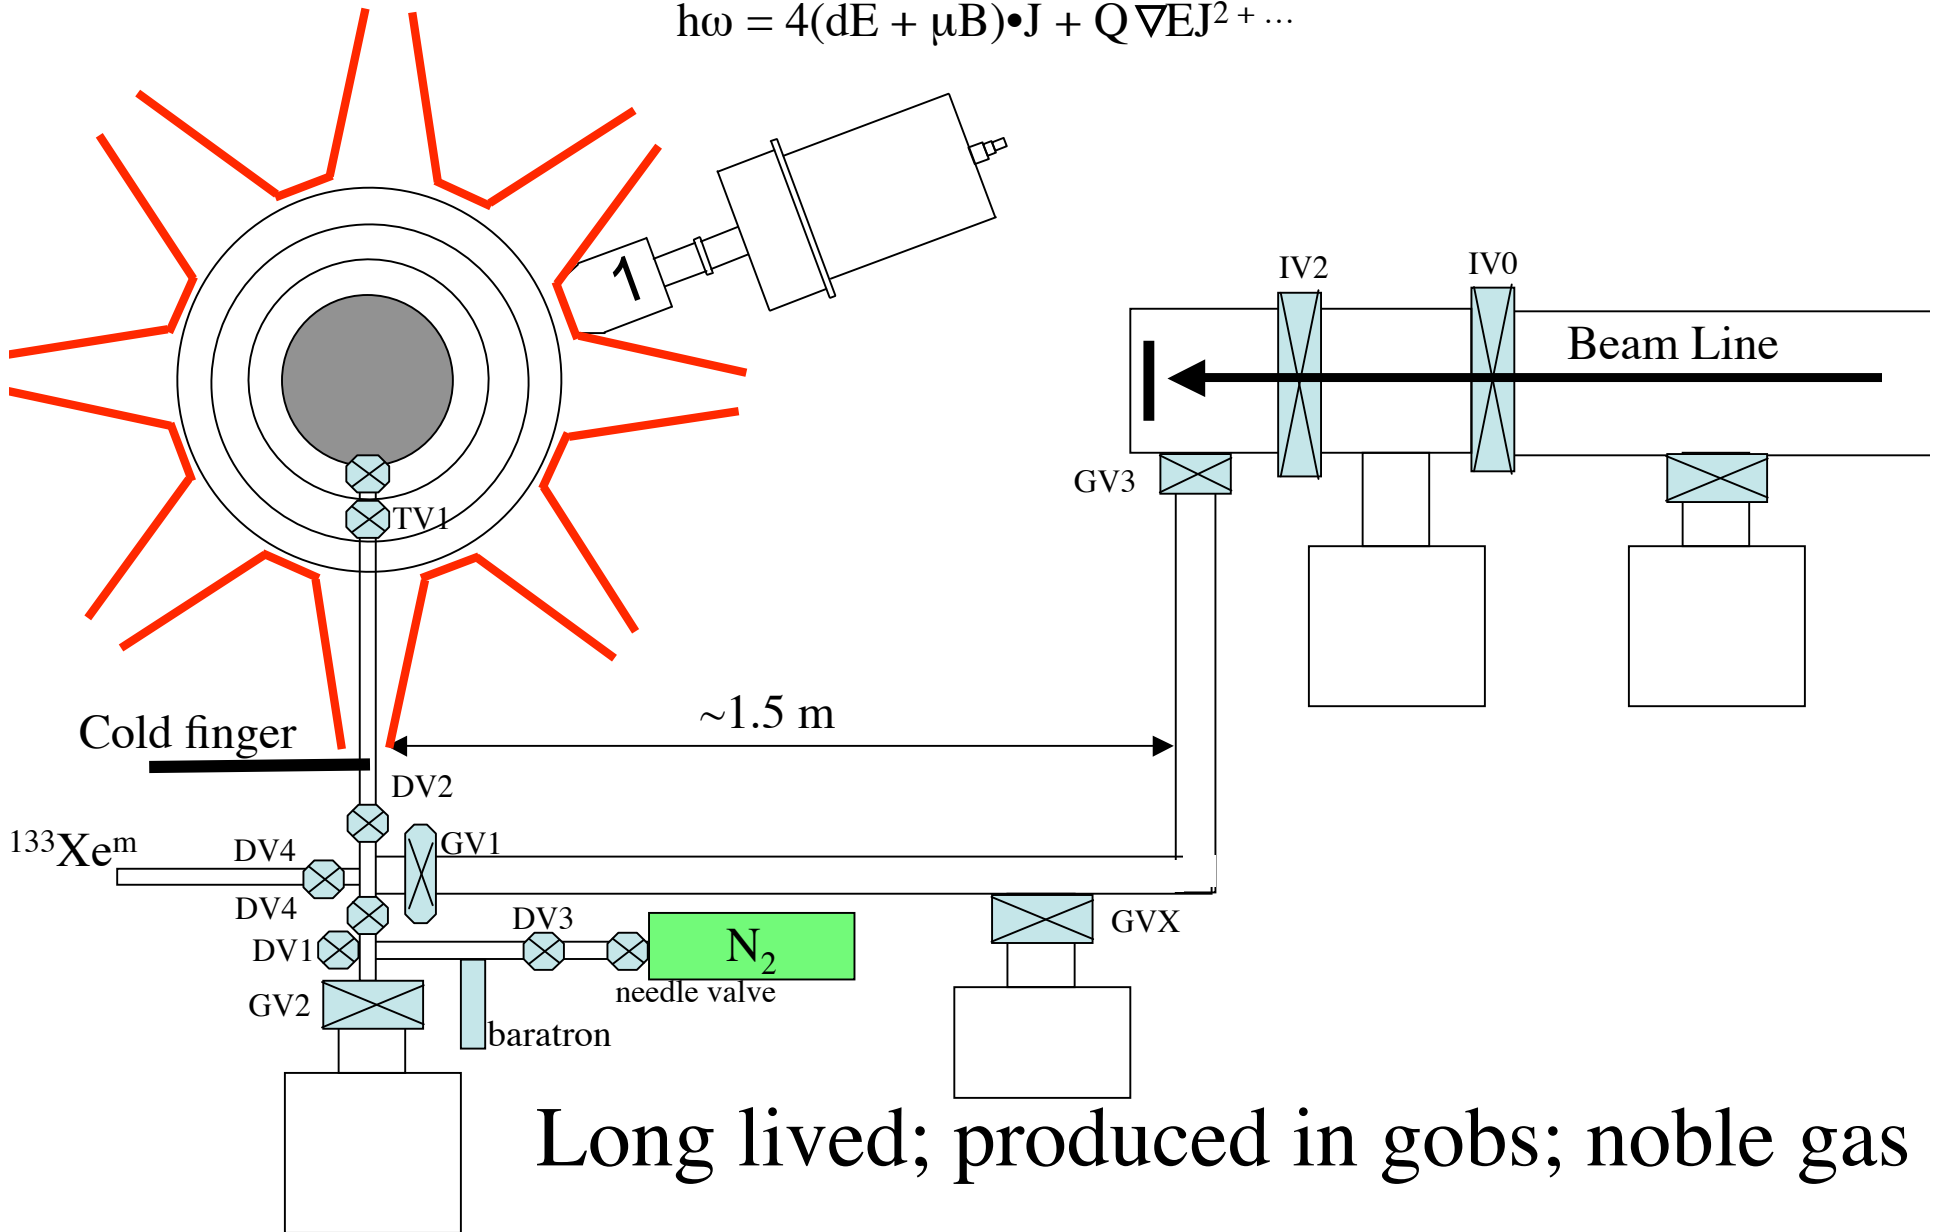 hω = 4(dE + μB)•J + Q∇EJ² ⁺ …
1
IV2
IV0
Beam Line
GV3
TV1
~1.5 m
Cold finger
DV2
¹³³Xeᵐ
DV4
GV1
DV4
DV3
GVX
DV1
N₂
needle valve
GV2
baratron
Long lived; produced in gobs; noble gas